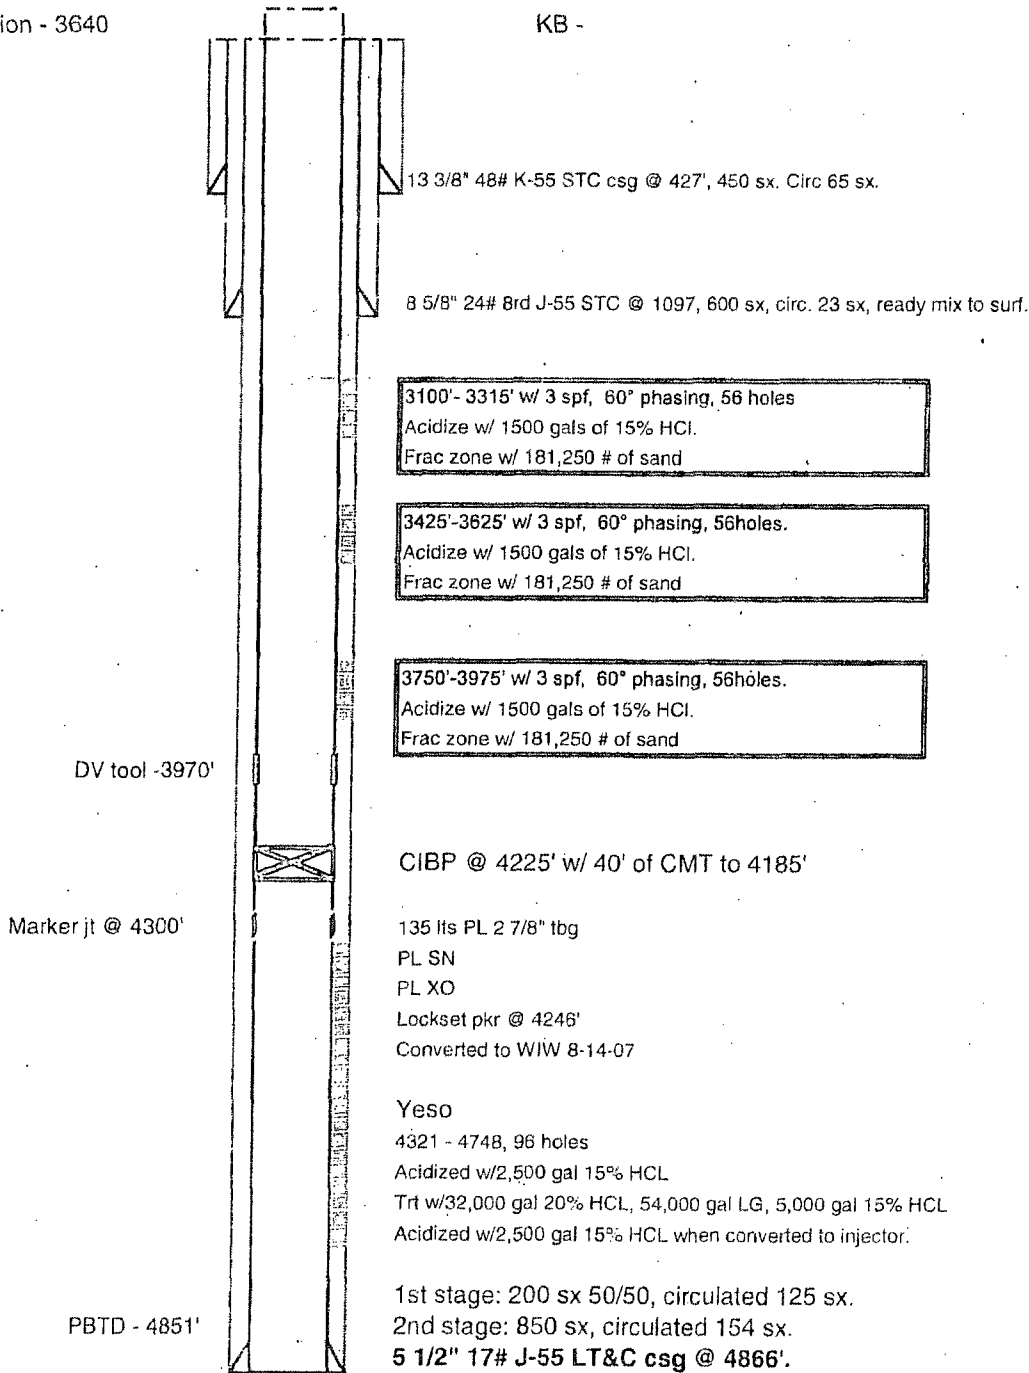 ion - 3640
KB -
13 3/8" 48# K-55 STC csg @ 427', 450 sx. Circ 65 sx.
8 5/8" 24# 8rd J-55 STC @ 1097, 600 sx, circ. 23 sx, ready mix to surf.
3100'- 3315' w/ 3 spf, 60° phasing, 56 holes
Acidize w/ 1500 gals of 15% HCl.
Frac zone w/ 181,250 # of sand
3425'-3625' w/ 3 spf, 60° phasing, 56holes.
Acidize w/ 1500 gals of 15% HCl.
Frac zone w/ 181,250 # of sand
3750'-3975' w/ 3 spf, 60° phasing, 56holes.
Acidize w/ 1500 gals of 15% HCl.
Frac zone w/ 181,250 # of sand
DV tool -3970'
CIBP @ 4225' w/ 40' of CMT to 4185'
Marker jt @ 4300'
135 lts PL 2 7/8" tbg
PL SN
PL XO
Lockset pkr @ 4246'
Converted to WIW 8-14-07
Yeso
4321 - 4748, 96 holes
Acidized w/2,500 gal 15% HCL
Trt w/32,000 gal 20% HCL, 54,000 gal LG, 5,000 gal 15% HCL
Acidized w/2,500 gal 15% HCL when converted to injector.
1st stage: 200 sx 50/50, circulated 125 sx.
PBTD - 4851'
2nd stage: 850 sx, circulated 154 sx.
5 1/2" 17# J-55 LT&C csg @ 4866'.